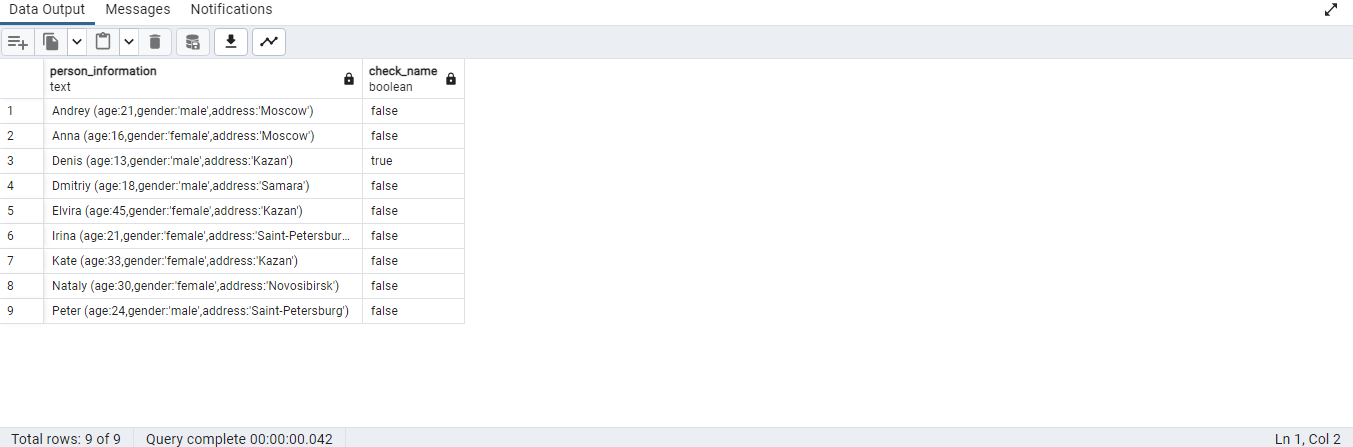 Data Output Messages Notifications
person_information check_name
text boolean
1 Andrey (age:21,gender:'male',address:'Moscow') false
2 Anna (age:16,gender:'female',address:'Moscow') false
3 Denis (age:13,gender:'male',address:'Kazan') true
4 Dmitriy (age:18,gender:'male',address:'Samara') false
5 Elvira (age:45,gender:'female',address:'Kazan') false
6 Irina (age:21,gender:'female',address:'Saint-Petersbur... false
7 Kate (age:33,gender:'female',address:'Kazan') false
8 Nataly (age:30,gender:'female',address:'Novosibirsk') false
9 Peter (age:24,gender:'male',address:'Saint-Petersburg') false
Total rows: 9 of 9 Query complete 00:00:00.042 Ln 1, Col 2